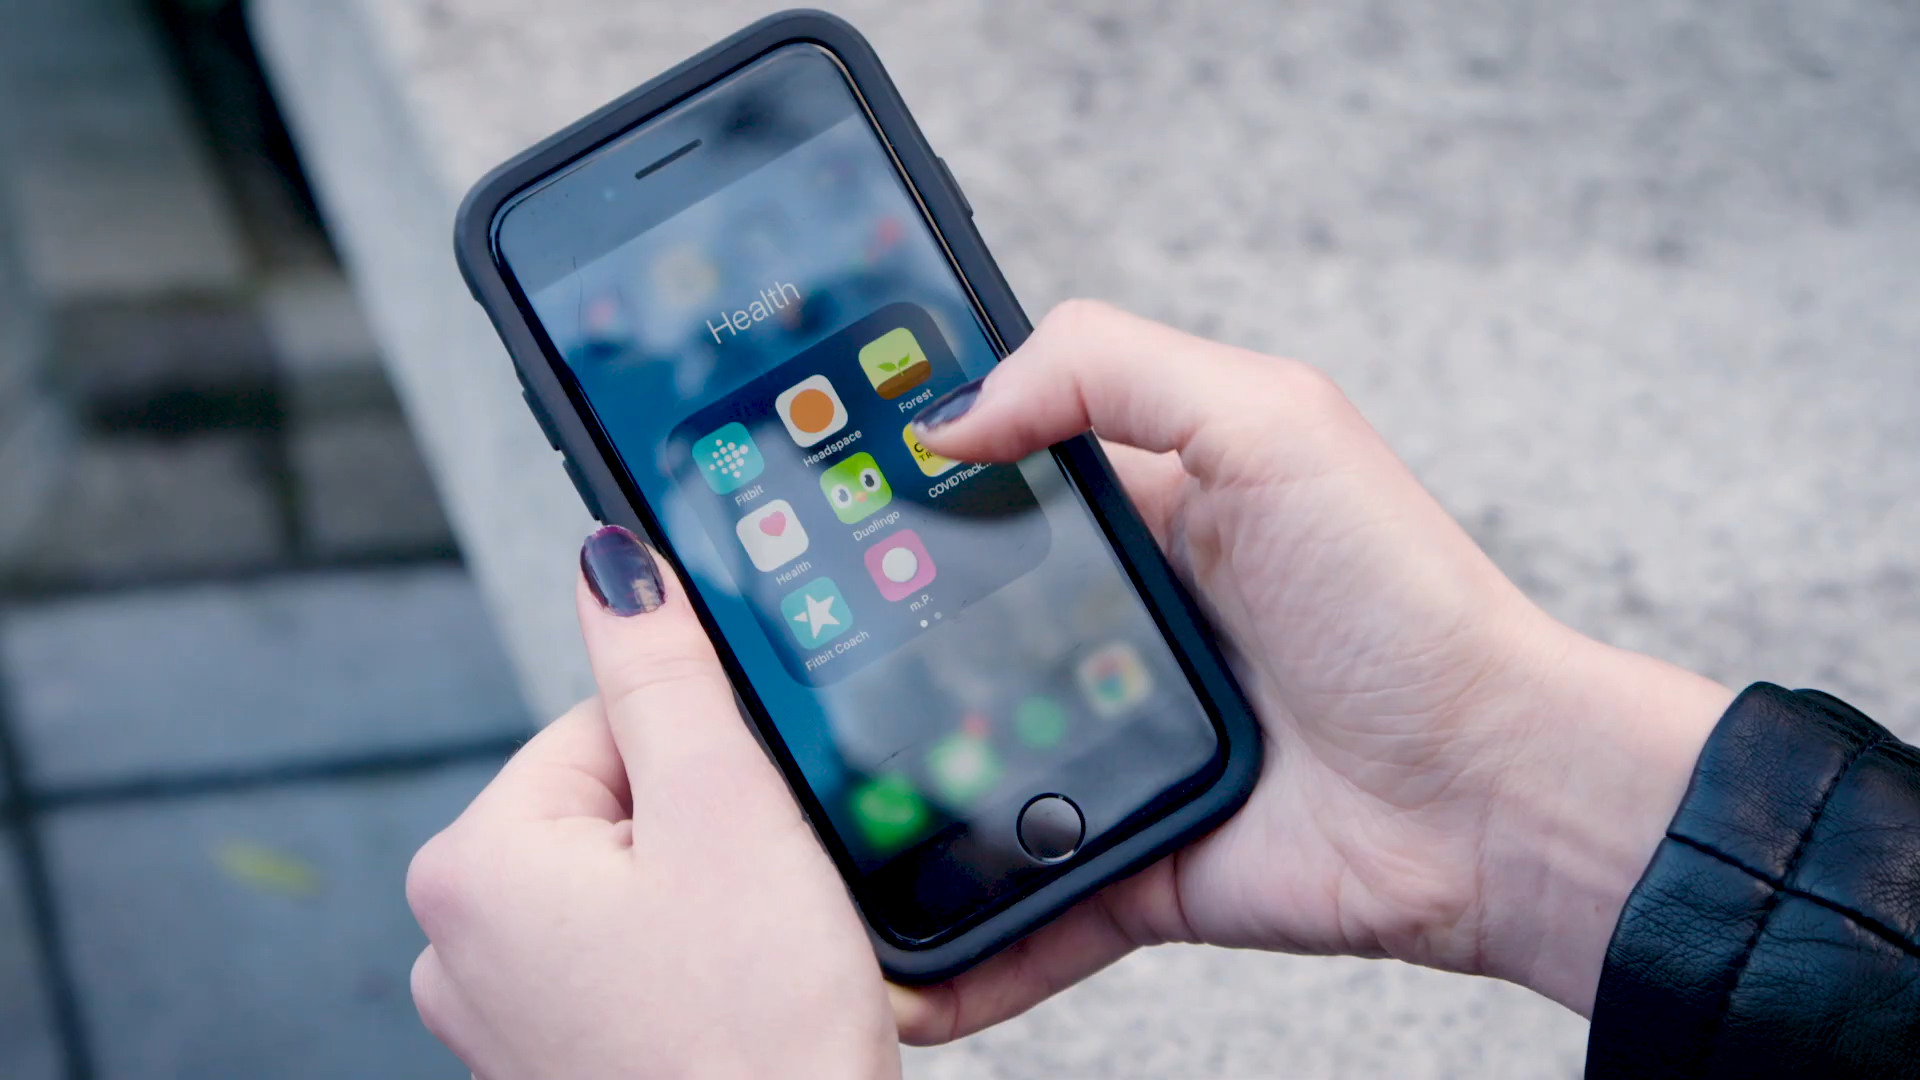 Health
Fitbit
Headspace
Forest
Health
Duolingo
COVIDTrack...
Fitbit Coach
m.P.